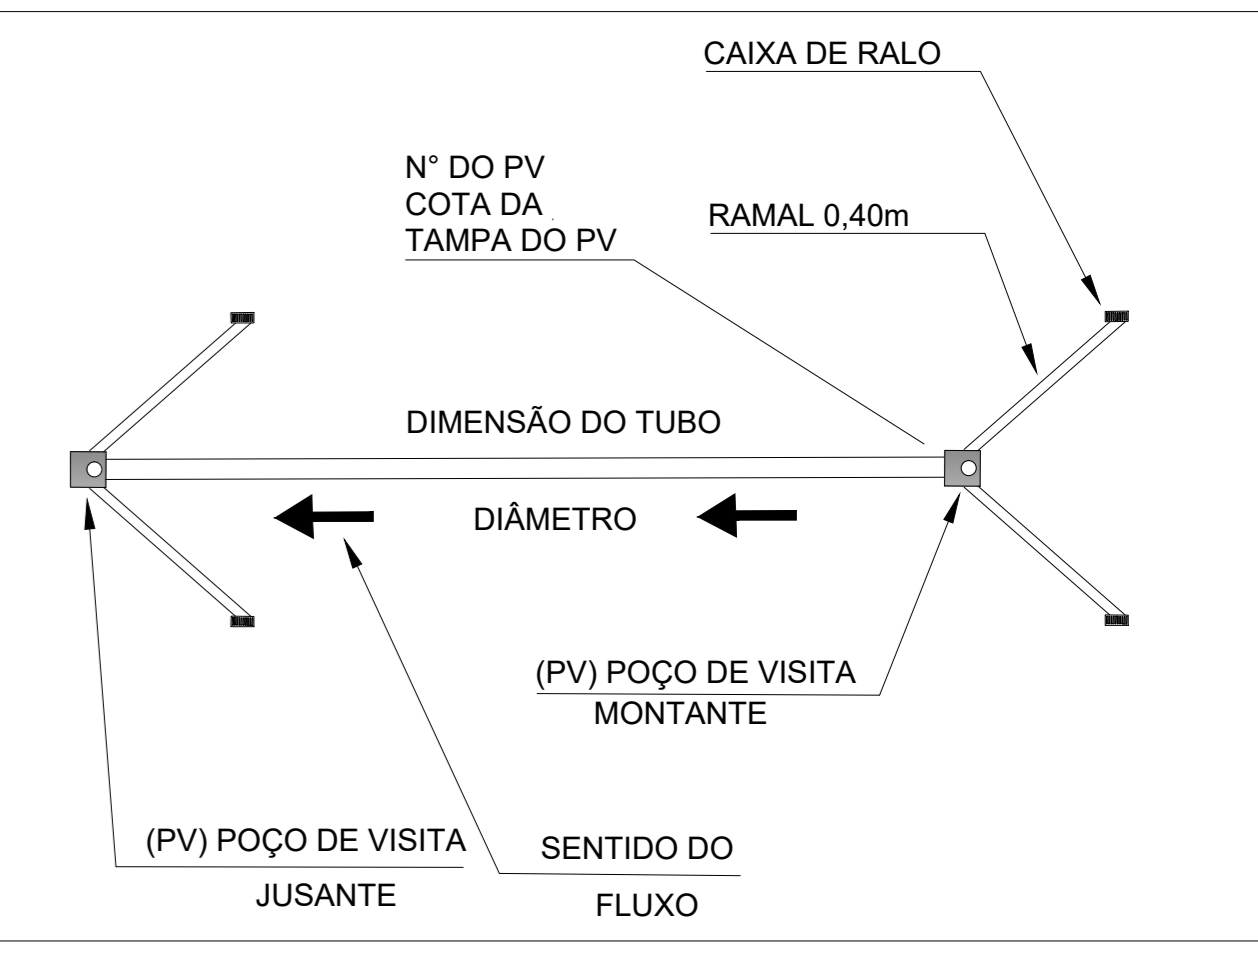 CAIXA DE RALO
N° DO PV
COTA DA
TAMPA DO PV
RAMAL 0,40m
DIMENSÃO DO TUBO
DIÂMETRO
(PV) POÇO DE VISITA
MONTANTE
(PV) POÇO DE VISITA
JUSANTE
SENTIDO DO
FLUXO